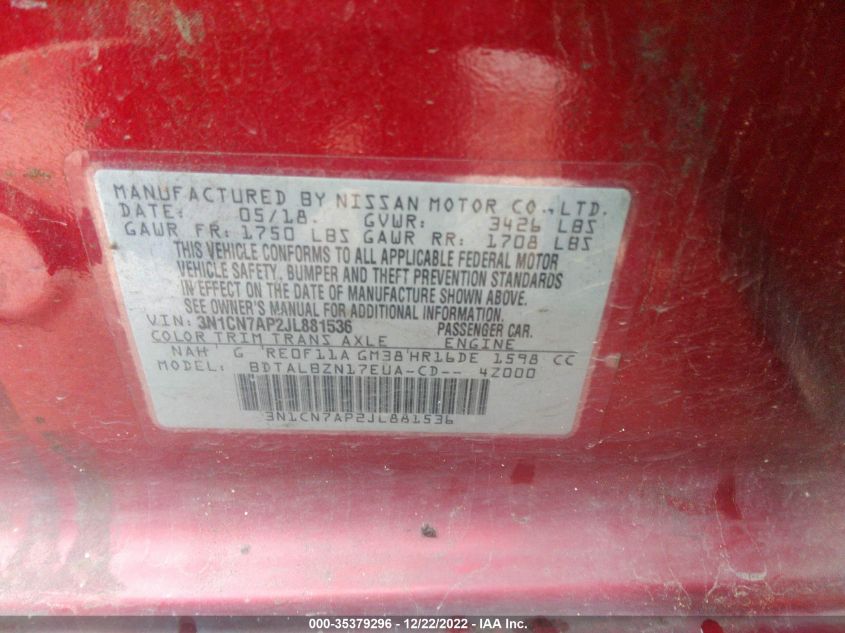 MANUFACTURED BY NISSAN MOTOR CO., LTD.
DATE: 05/18. GVWR: 3426 LBS
GAWR FR: 1750 LBS GAWR RR: 1708 LBS
THIS VEHICLE CONFORMS TO ALL APPLICABLE FEDERAL MOTOR
VEHICLE SAFETY, BUMPER AND THEFT PREVENTION STANDARDS
IN EFFECT ON THE DATE OF MANUFACTURE SHOWN ABOVE.
SEE OWNER'S MANUAL FOR ADDITIONAL INFORMATION.
VIN: 3N1CN7AP2JL881536 PASSENGER CAR.
COLOR TRIM TRANS AXLE ENGINE
NAH G RE0F11A GM38 HR16DE 1598 CC
MODEL: BDTALBZN17EUA-CD-- 4Z000
3N1CN7AP2JL881536
000-35379296 - 12/22/2022 - IAA Inc.